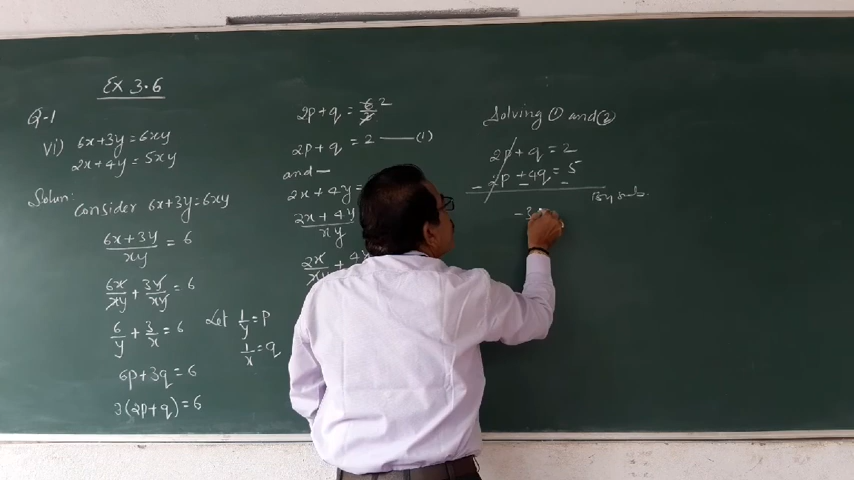 Ex 3.6
Q-1
vi) 6x+3y=6xy
2x+4y=5xy
Soln:
Consider 6x+3y=6xy
6x+3y/xy = 6
6x/xy + 3y/xy = 6
6/y + 3/x = 6
6p+3q=6
3(2p+q)=6
Let 1/y = p
1/x = q
2p+q = 6/3 2
2p+q = 2 —(1)
and -
2x+4y=
2x+4y/xy
2x/xy + 4
Solving ① and ②
2p+q=2
2p+4q=5
- - -
By sub.
-3